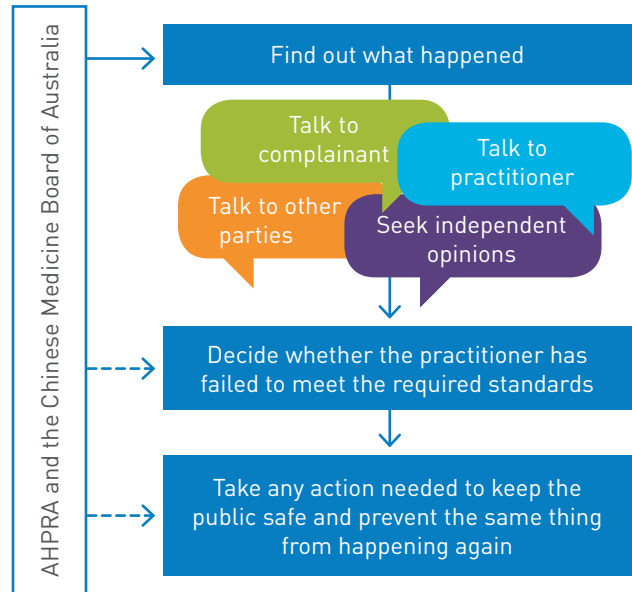 AHPRA and the Chinese Medicine Board of Australia
Find out what happened
Talk to
complainant
Talk to
practitioner
Talk to other
parties
Seek independent
opinions
Decide whether the practitioner has
failed to meet the required standards
Take any action needed to keep the
public safe and prevent the same thing
from happening again